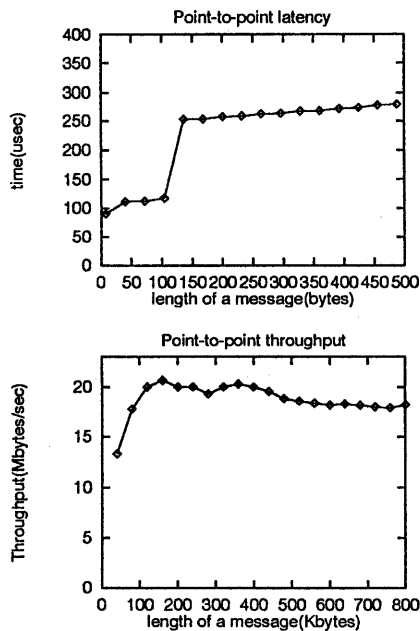 Point-to-point latency
400
350
300
250
200
150
100
50
0
time(usec)
0 50 100 150 200 250 300 350 400 450 500
length of a message(bytes)
Point-to-point throughput
20
15
10
5
0
Throughput(Mbytes/sec)
0 100 200 300 400 500 600 700 800
length of a message(Kbytes)